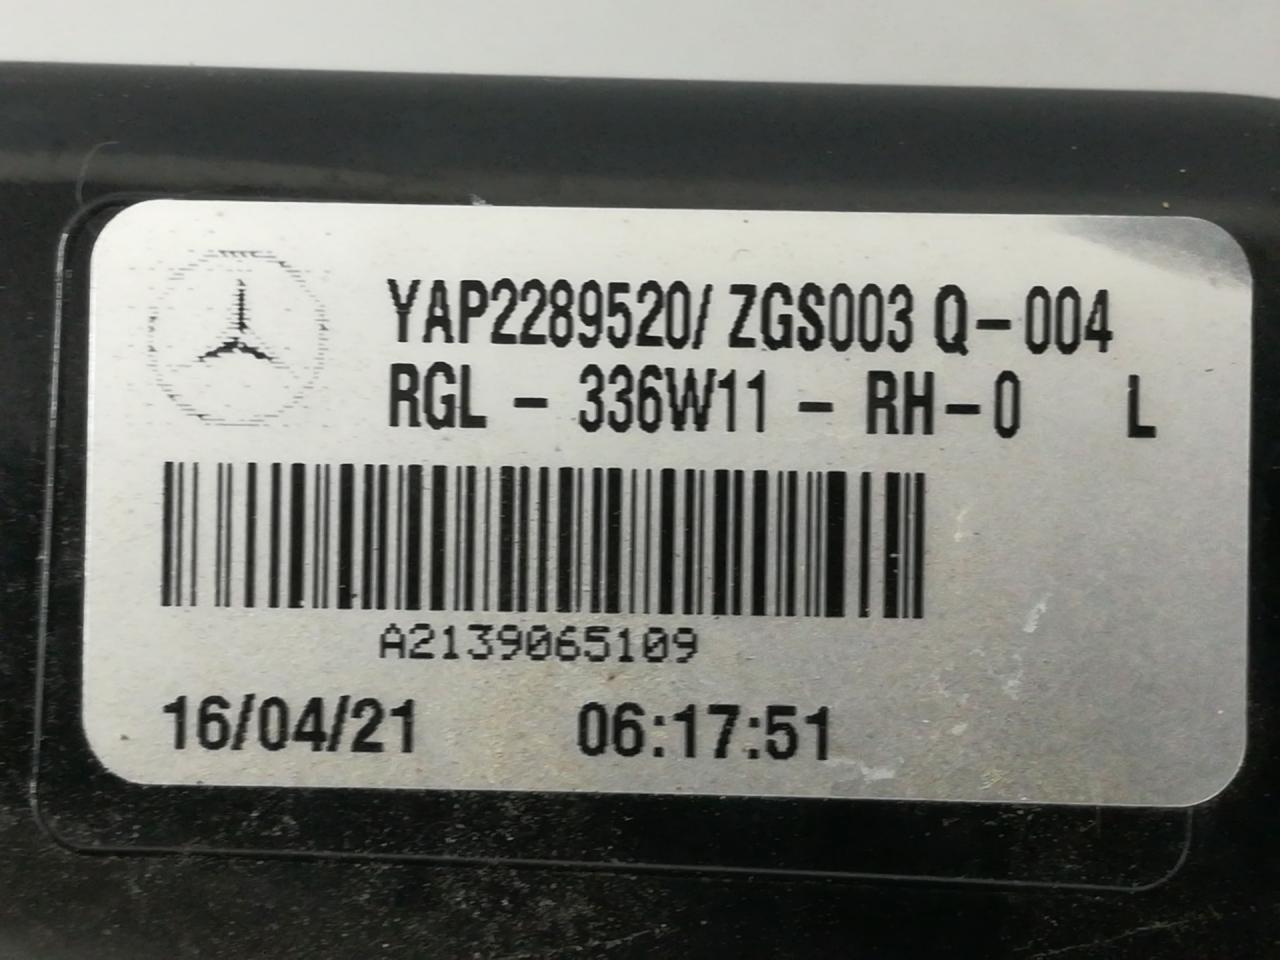 YAP2289520/ ZGS003 Q-004
RGL - 336W11 - RH-0 L
A2139065109
16/04/21 06:17:51